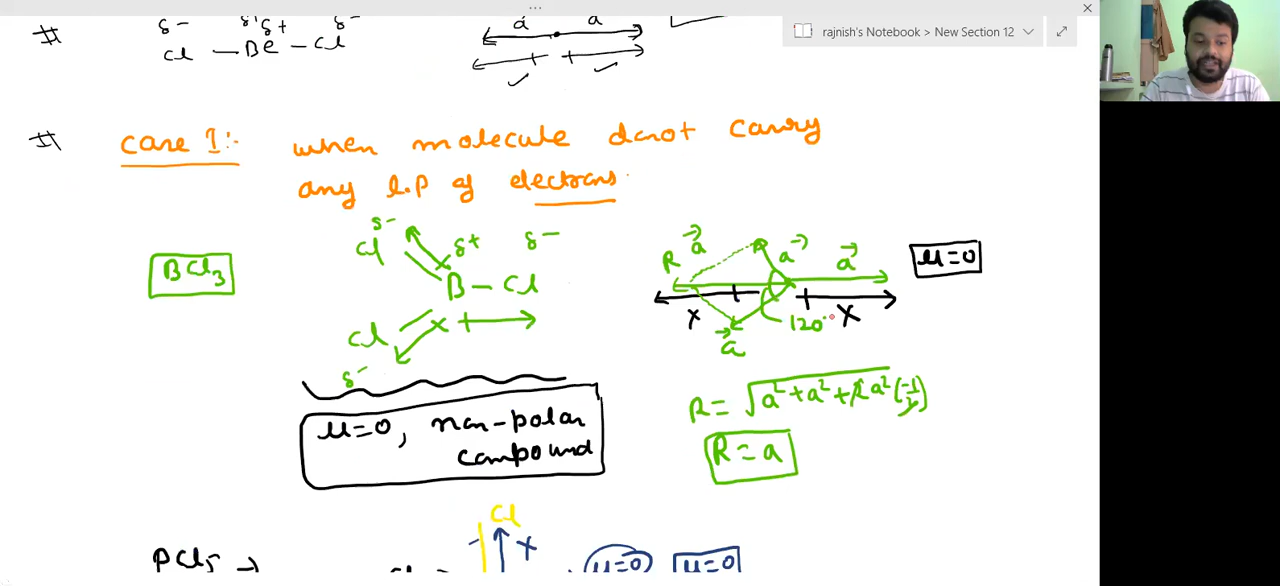 δ- δ+ δ+ δ-
# Cl — Be — Cl
a a
rajnish's Notebook > New Section 12
# Case 1:- when molecule donot carry
any l.p of electrons.
BCl3
δ-
Cl δ+ δ-
B — Cl
Cl
δ-
R a a a
μ=0
x 120° x
a
μ=0, non-polar
compound
R = √a²+a²+2a²(-1/2)
R = a
Cl
PCl5 → x μ=0 μ=0